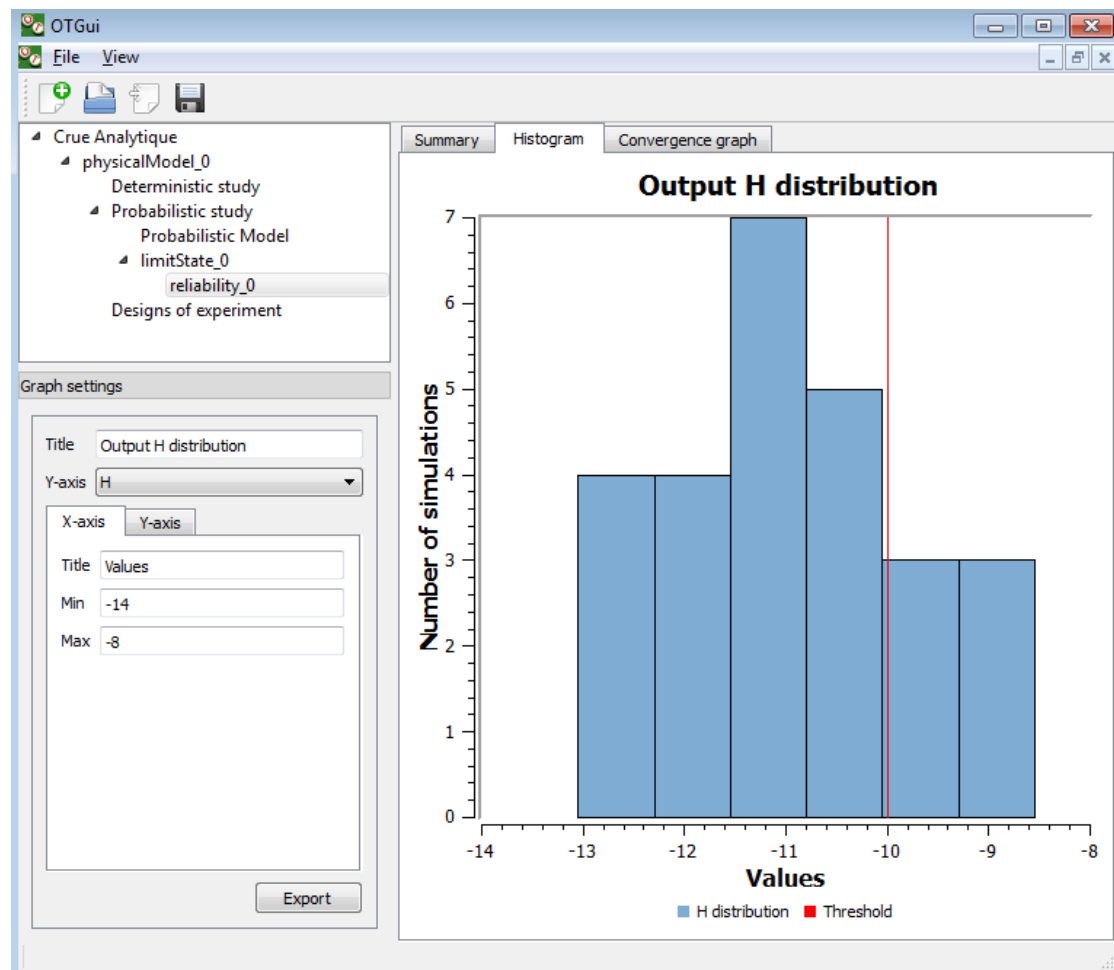 OTGui
File View
Crue Analytique
physicalModel_0
Deterministic study
Probabilistic study
Probabilistic Model
limitState_0
reliability_0
Designs of experiment
Graph settings
Title Output H distribution
Y-axis H
X-axis Y-axis
Title Values
Min -14
Max -8
Export
Summary Histogram Convergence graph
Output H distribution
Number of simulations
7
6
5
4
3
2
1
0
-14 -13 -12 -11 -10 -9 -8
Values
H distribution Threshold